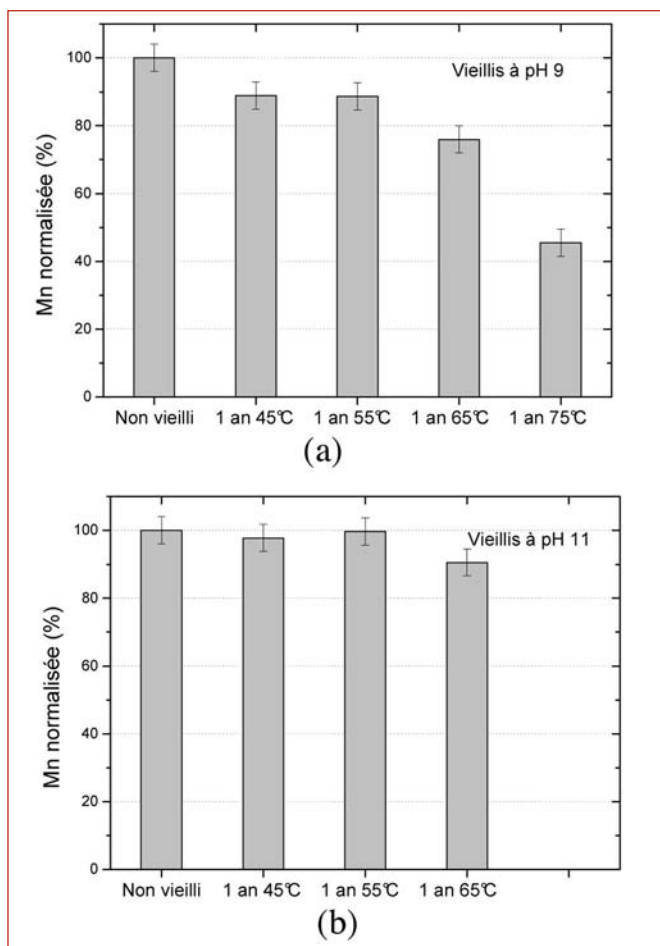 Mn normalisée (%)
100
80
60
40
20
0
Vieillis à pH 9
Non vieilli 1 an 45°C 1 an 55°C 1 an 65°C 1 an 75°C
(a)
Mn normalisée (%)
100
80
60
40
20
0
Vieillis à pH 11
Non vieilli 1 an 45°C 1 an 55°C 1 an 65°C
(b)